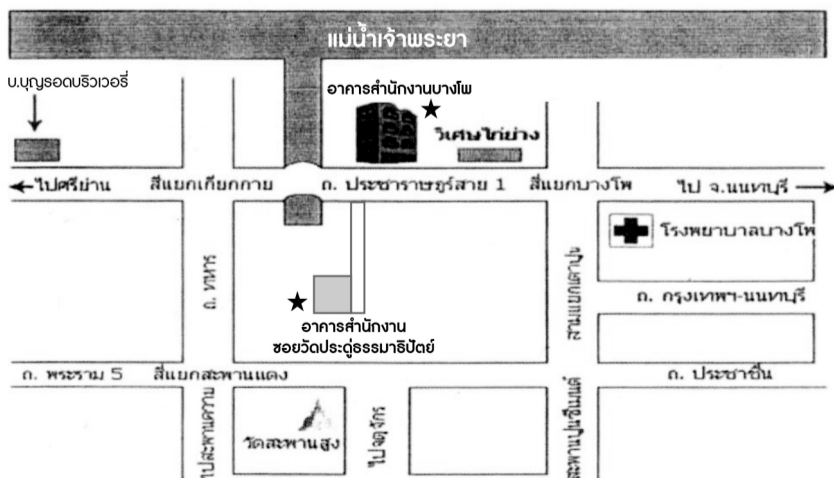 แม่น้ำเจ้าพระยา
บ.บุญรอดบริวเวอรี่
อาคารสำนักงานบางโพ
วิเศษไก่ย่าง
ไปศรีย่าน
สี่แยกเกียกกาย
ถ. ประชาราษฎร์สาย 1
สี่แยกบางโพ
ไป จ.นนทบุรี
ถ. ทหาร
สามแยกเตาปูน
โรงพยาบาลบางโพ
ถ. กรุงเทพฯ-นนทบุรี
อาคารสำนักงาน
ซอยวัดประดู่ธรรมาธิปัตย์
ถ. พระราม 5
สี่แยกสะพานแดง
ถ. ประชาชื่น
ไปสะพานควาย
วัดสะพานสูง
ไปจตุจักร
สะพานปูนซีเมนต์